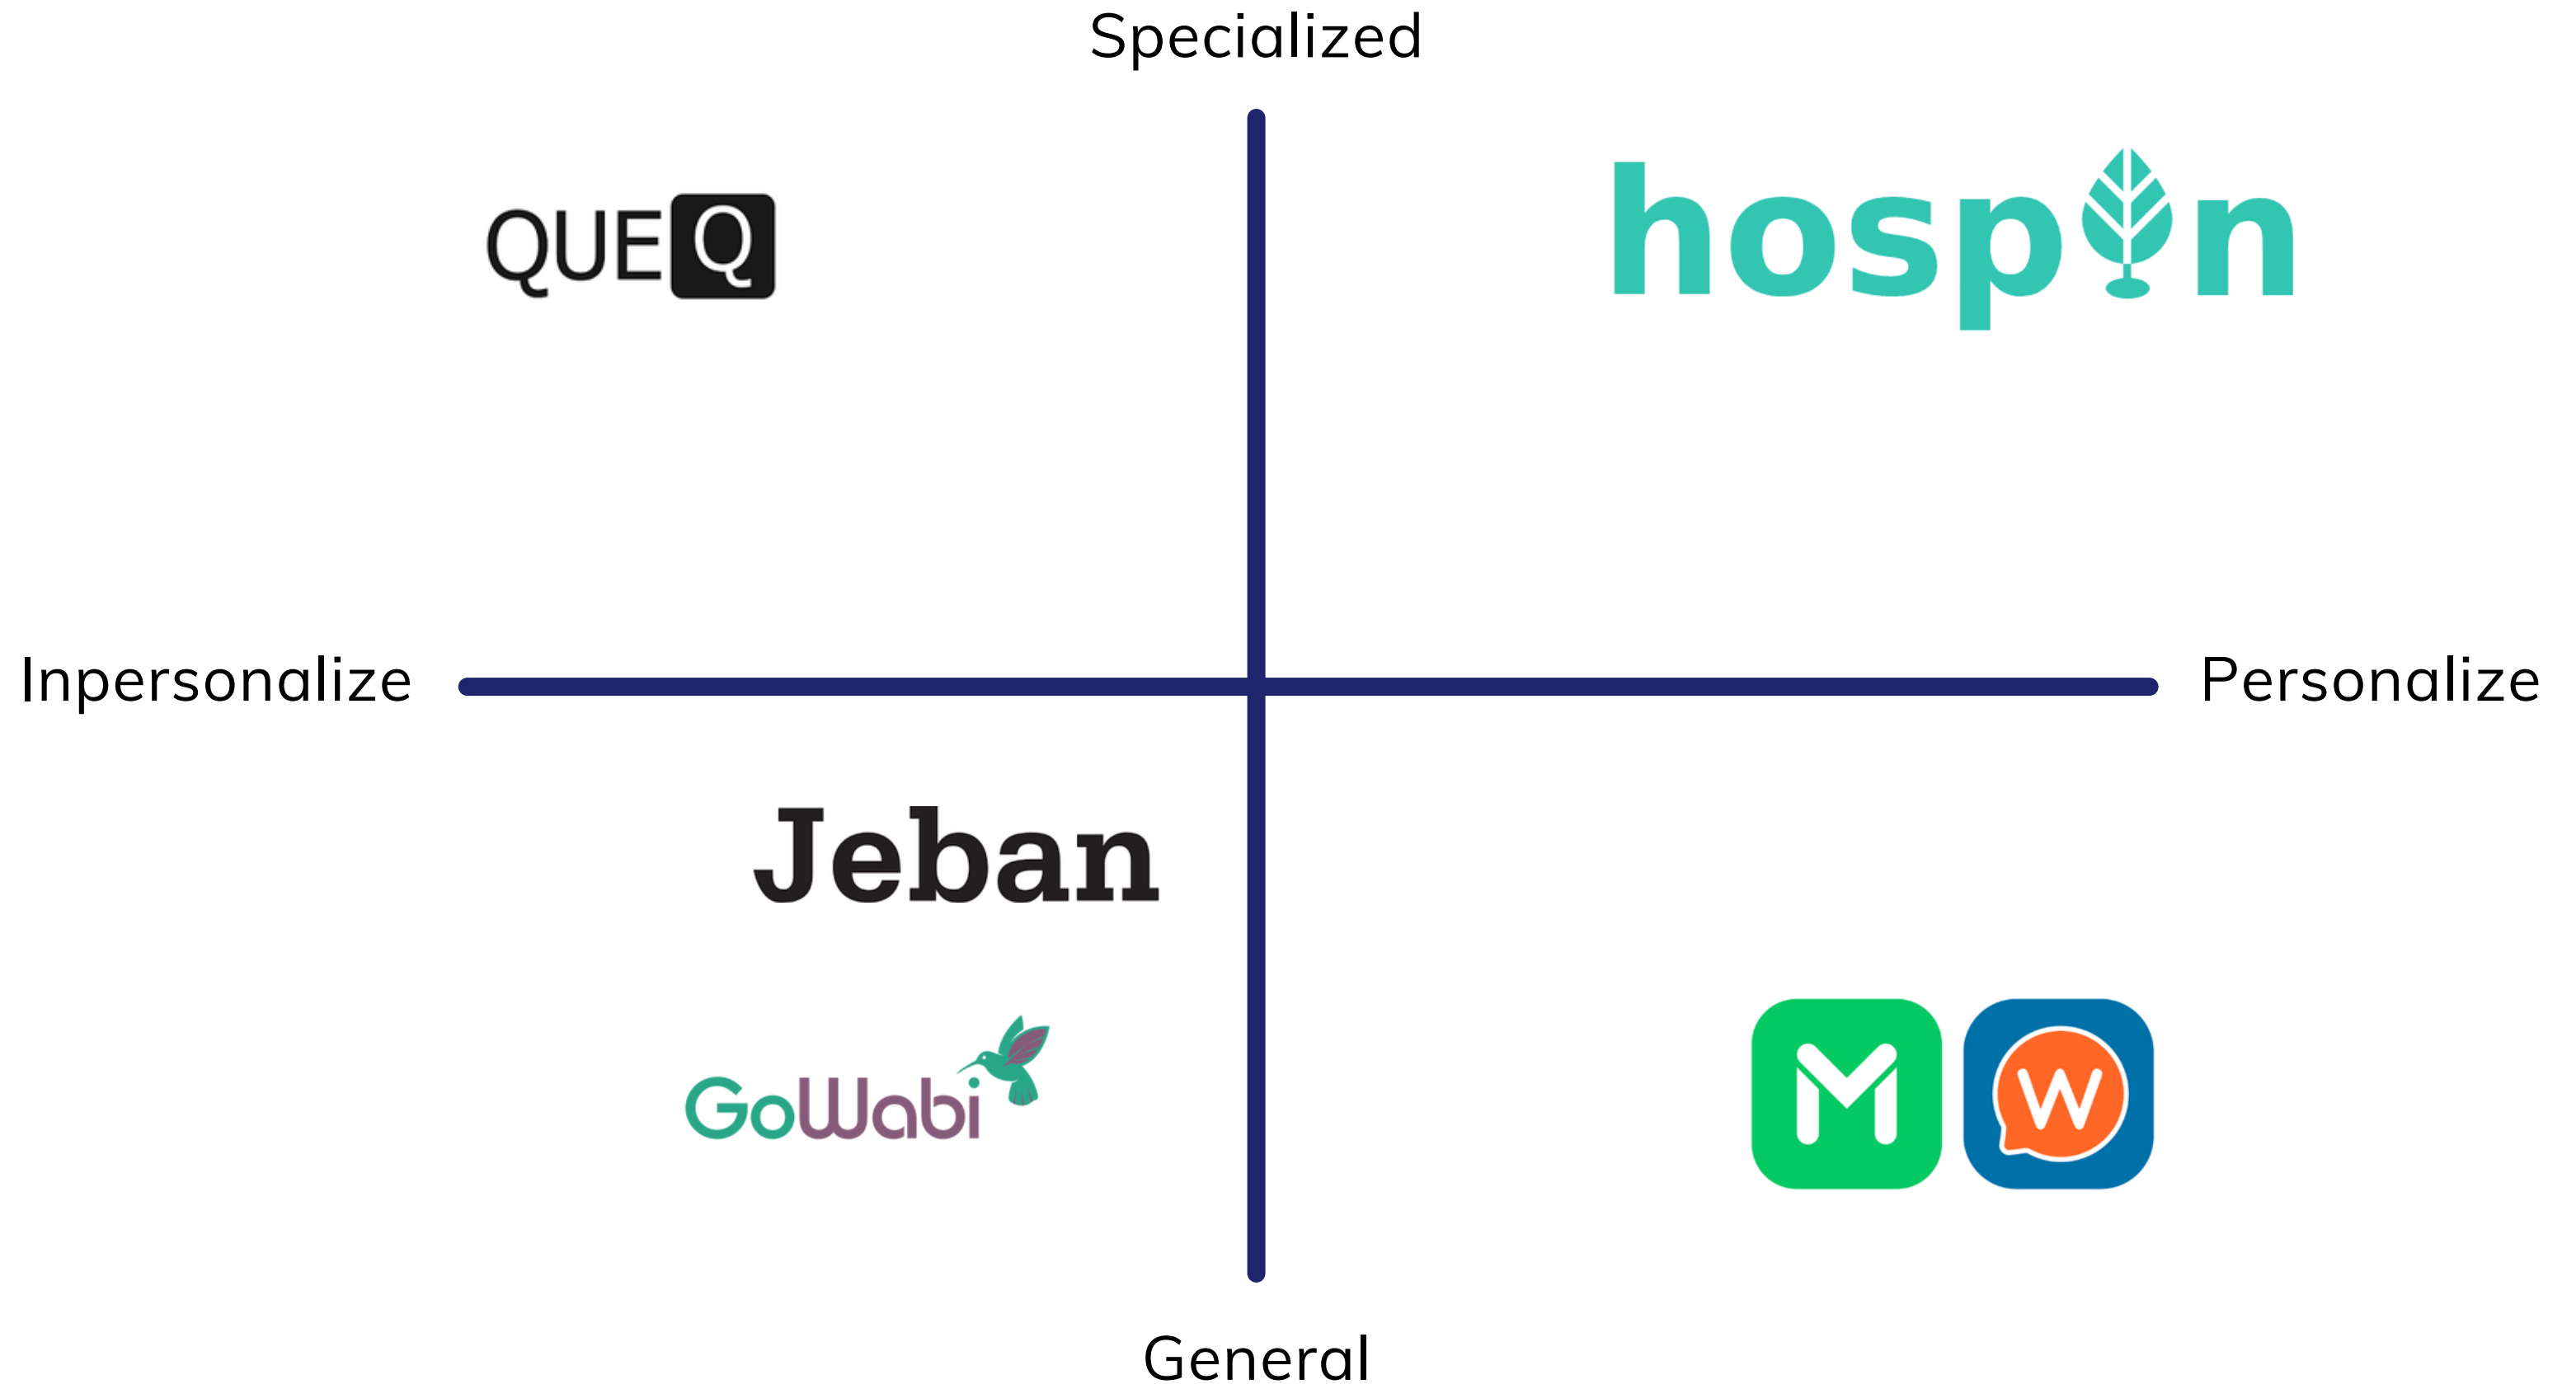 Specialized
QUEQ
hospin
Inpersonalize
Personalize
Jeban
GoWabi
M
W
General